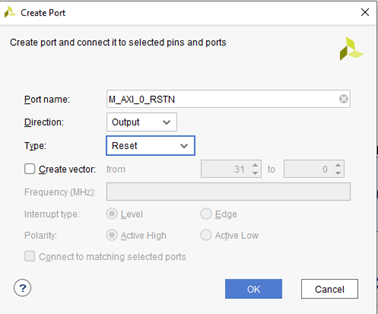 Create Port
Create port and connect it to selected pins and ports
Port name: M_AXI_0_RSTN
Direction: Output
Type: Reset
Create vector: from 31 to 0
Frequency (MHz):
Interrupt type: Level Edge
Polarity: Active High Active Low
Connect to matching selected ports
? OK Cancel